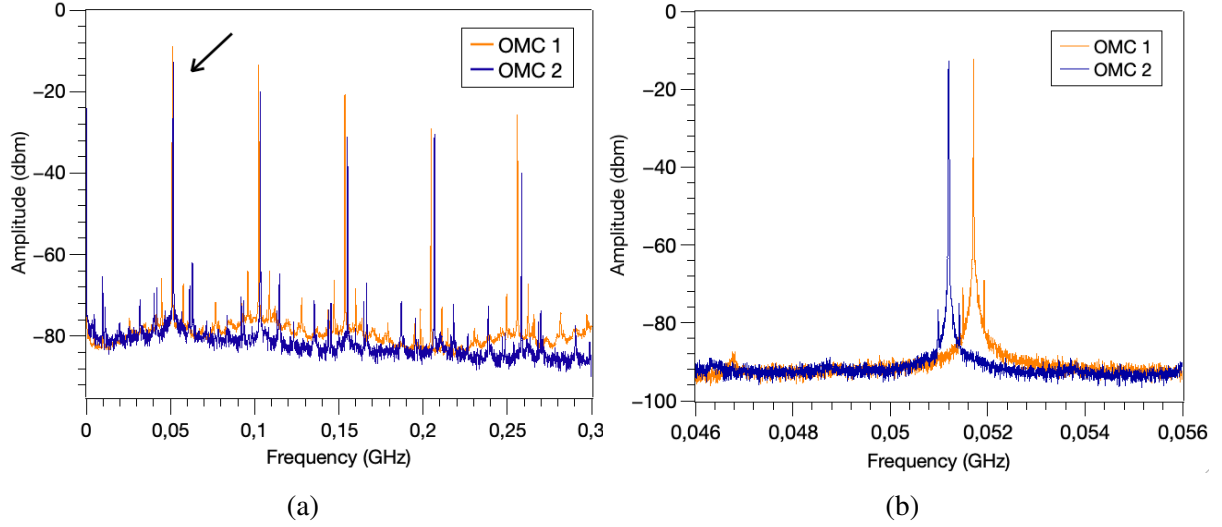 0
−20
−40
−60
−80
Amplitude (dbm)
OMC 1
OMC 2
0
0,05
0,1
0,15
0,2
0,25
0,3
Frequency (GHz)
(a)
0
−20
−40
−60
−80
−100
Amplitude (dbm)
OMC 1
OMC 2
0,046
0,048
0,05
0,052
0,054
0,056
Frequency (GHz)
(b)